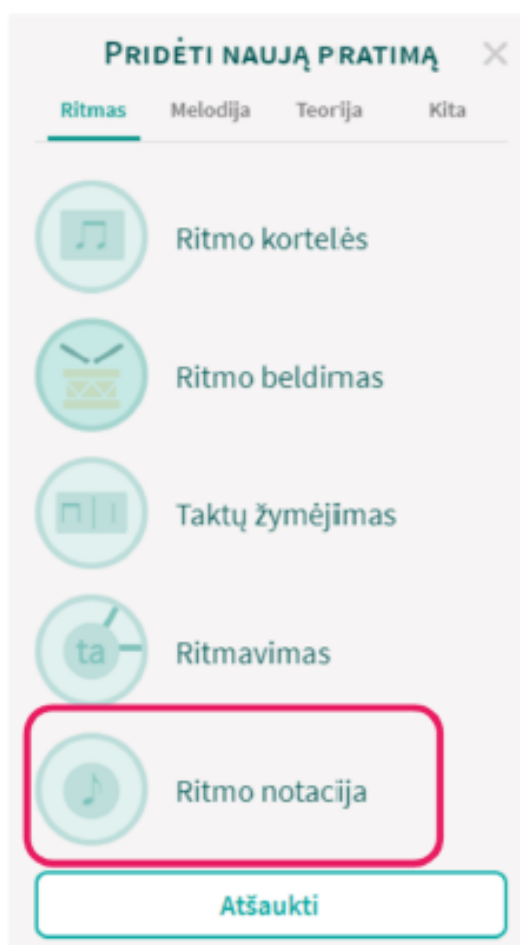 Pridėti naują pratimą
Ritmas Melodija Teorija Kita
Ritmo kortelės
Ritmo beldimas
Taktų žymėjimas
ta
Ritmavimas
Ritmo notacija
Atšaukti